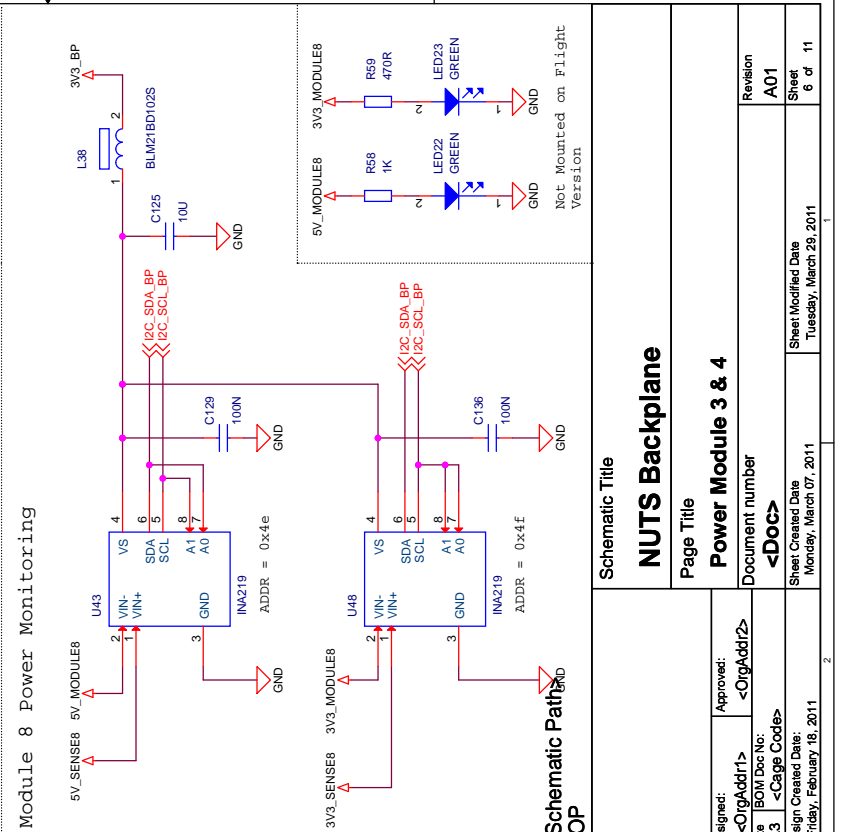 Module 8 Power Monitoring
5V_SENSE8
5V_MODULE8
U43
2
VIN-
1
VIN+
3
GND
VS
4
SDA
6
SCL
5
A1
8
A0
7
INA219
ADDR = 0x4e
GND
C129
100N
GND
I2C_SDA_BP
I2C_SCL_BP
C125
10U
GND
L38
1
2
BLM21BD102S
3V3_BP
3V3_SENSE8
3V3_MODULE8
U48
2
VIN-
1
VIN+
3
GND
VS
4
SDA
6
SCL
5
A1
8
A0
7
INA219
ADDR = 0x4f
GND
C136
100N
GND
I2C_SDA_BP
I2C_SCL_BP
5V_MODULE8
R58
1K
2
LED22
GREEN
1
GND
3V3_MODULE8
R59
470R
2
LED23
GREEN
1
GND
Not Mounted on Flight
Version
Schematic Path>
OP
Schematic Title
NUTS Backplane
Page Title
Power Module 3 & 4
signed:
<OrgAddr1>
Approved:
<OrgAddr2>
Document number
<Doc>
Revision
A01
BOM Doc No:
<Cage Code>
sign Created Date:
Friday, February 18, 2011
Sheet Created Date
Monday, March 07, 2011
Sheet Modified Date
Tuesday, March 29, 2011
Sheet
6 of 11
2
1